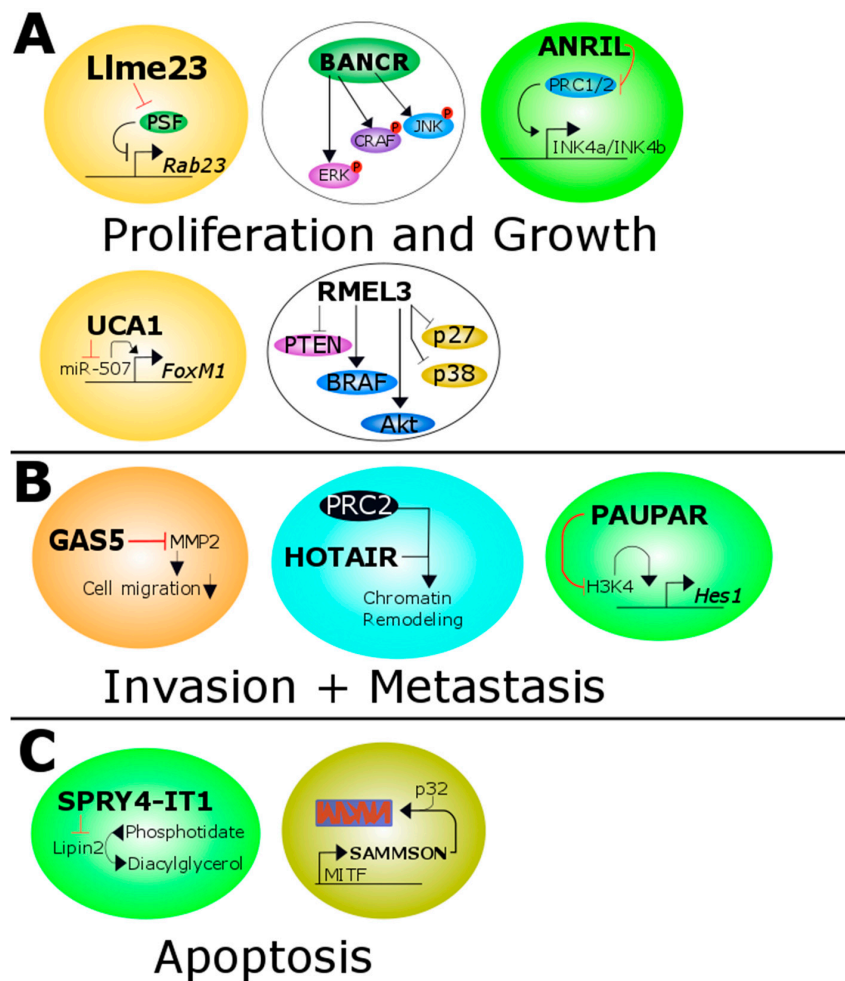 A
Llme23
PSF
Rab23
BANCR
P
JNK
P
CRAF
P
ERK
ANRIL
PRC1/2
INK4a/INK4b
Proliferation and Growth
UCA1
miR-507
FoxM1
RMEL3
PTEN
p27
BRAF
p38
Akt
B
GAS5
MMP2
Cell migration
PRC2
HOTAIR
Chromatin
Remodeling
PAUPAR
H3K4
Hes1
Invasion + Metastasis
C
SPRY4-IT1
Lipin2
Phosphotidate
Diacylglycerol
p32
SAMMSON
MITF
Apoptosis